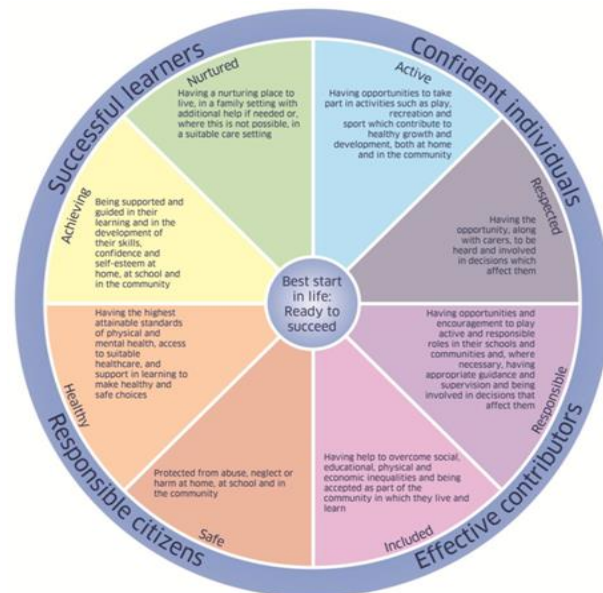 Successful learners
Confident individuals
Nurtured
Having a nurturing place to
live, in a family setting with
additional help if needed or,
where this is not possible, in
a suitable care setting
Active
Having opportunities to take
part in activities such as play,
recreation and
sport which contribute to
healthy growth and
development, both at home
and in the community
Achieving
Being supported and
guided in their
learning and in the
development of
their skills,
confidence and
self-esteem at
home, at school and
in the community
Respected
Having the
opportunity, along
with carers, to be
heard and involved
in decisions which
affect them
Best start
in life:
Ready to
succeed
Healthy
Having the highest
attainable standards
of physical and
mental health, access
to suitable
healthcare, and
support in learning to
make healthy and
safe choices
Responsible
Having opportunities and
encouragement to play
active and responsible
roles in their schools and
communities and, where
necessary, having
appropriate guidance and
supervision and being
involved in decisions that
affect them
Protected from abuse, neglect or
harm at home, at school and in
the community
Safe
Having help to overcome social,
educational, physical and
economic inequalities and being
accepted as part of the
community in which they live and
learn
Included
Responsible citizens
Effective contributors